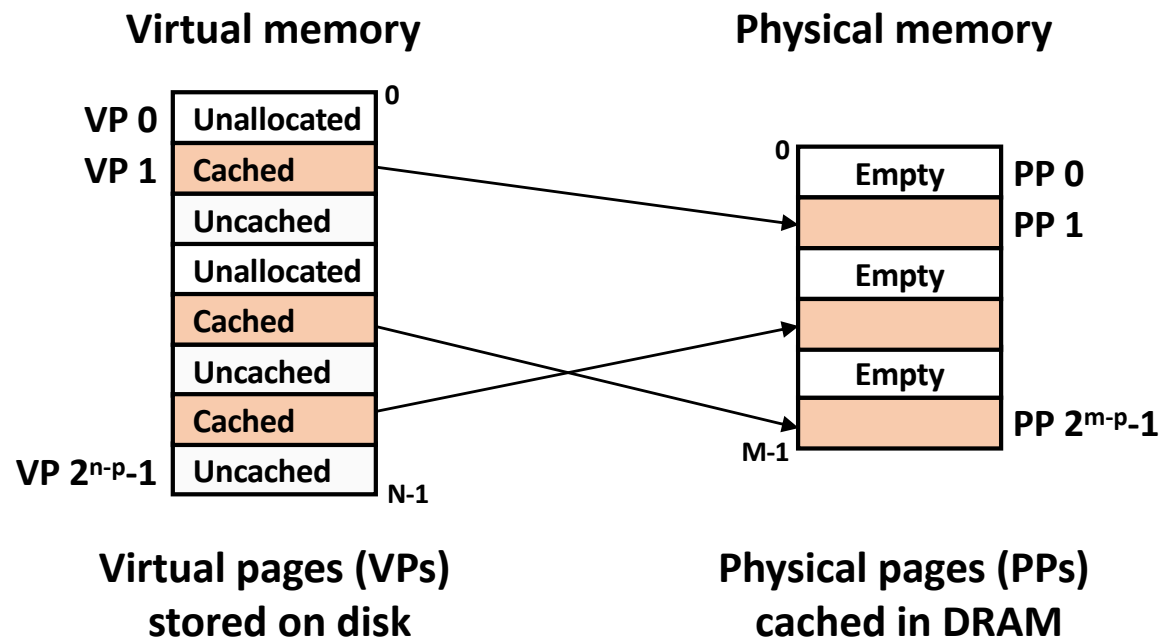 Virtual memory
Physical memory
0
VP 0 Unallocated
VP 1 Cached
Uncached
Unallocated
Cached
Uncached
Cached
VP 2ⁿ⁻ᵖ-1 Uncached
N-1
0
Empty PP 0
PP 1
Empty
Empty
PP 2ᵐ⁻ᵖ-1
M-1
Virtual pages (VPs)
stored on disk
Physical pages (PPs)
cached in DRAM